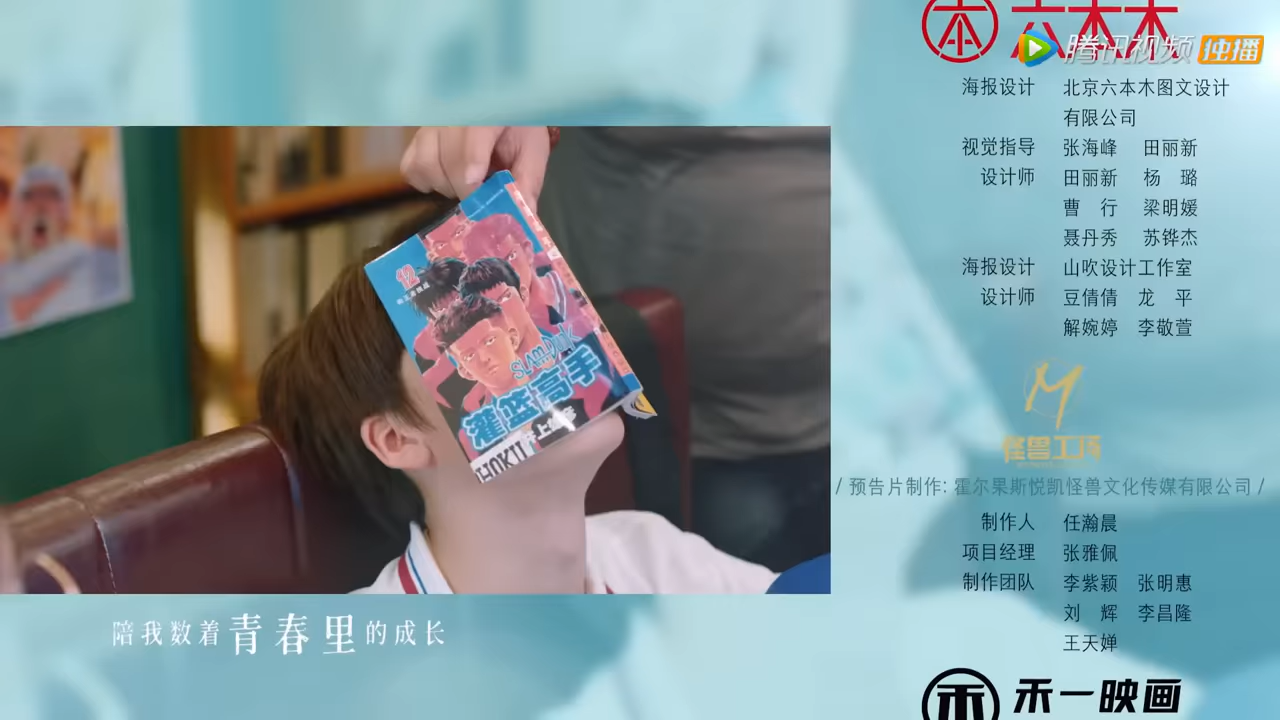 六本木
腾讯视频 独播
海报设计 北京六本木图文设计
有限公司
视觉指导 张海峰 田丽新
设计师 田丽新 杨 璐
曹 行 梁明媛
聂丹秀 苏铧杰
海报设计 山吹设计工作室
设计师 豆倩倩 龙 平
解婉婷 李敬萱
怪兽工厂
/ 预告片制作: 霍尔果斯悦凯怪兽文化传媒有限公司 /
制作人 任瀚晨
项目经理 张雅佩
制作团队 李紫颖 张明惠
刘 辉 李昌隆
王天婵
禾一映画
12
SLAM DUNK
灌篮高手
HOKU
陪我数着青春里的成长